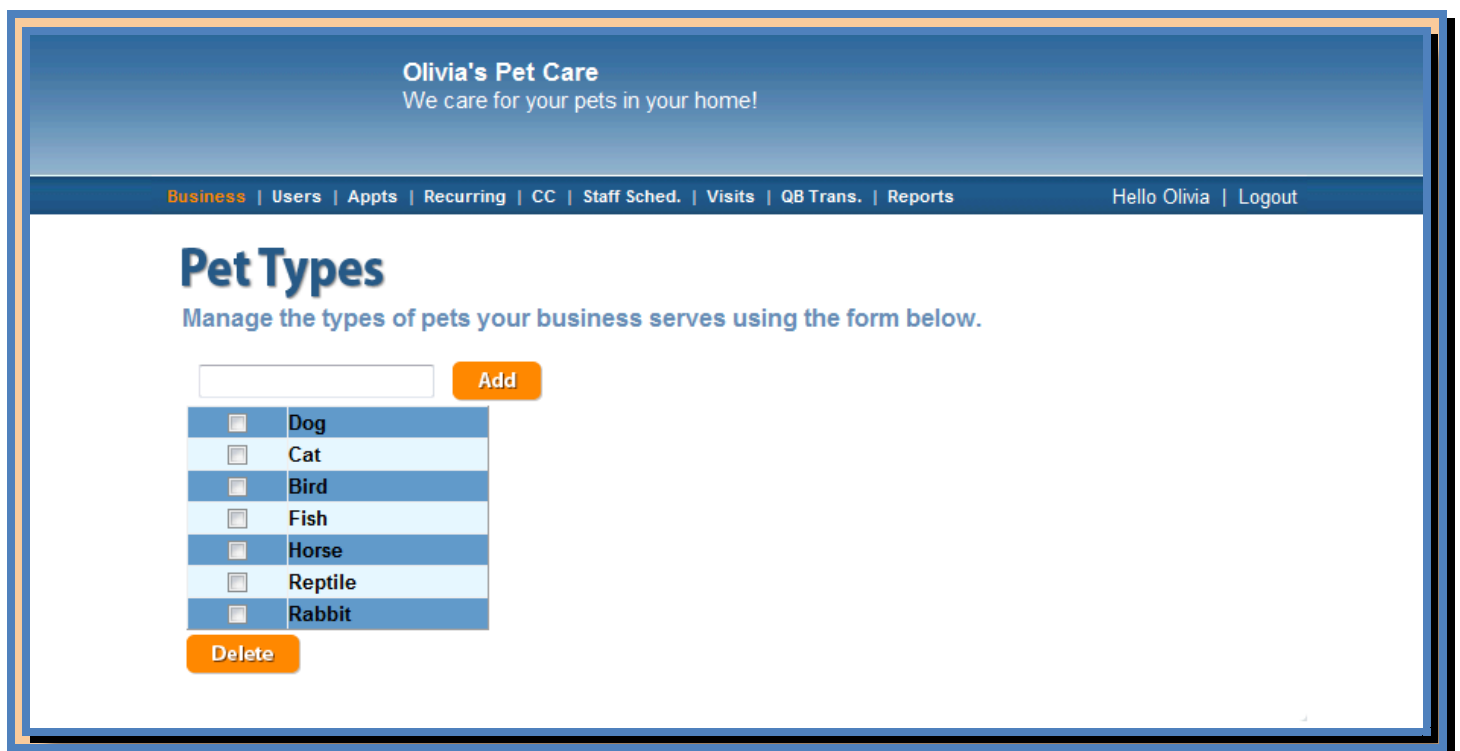 Olivia's Pet Care
We care for your pets in your home!
Business | Users | Appts | Recurring | CC | Staff Sched. | Visits | QB Trans. | Reports Hello Olivia | Logout
Pet Types
Manage the types of pets your business serves using the form below.
Add
Dog
Cat
Bird
Fish
Horse
Reptile
Rabbit
Delete